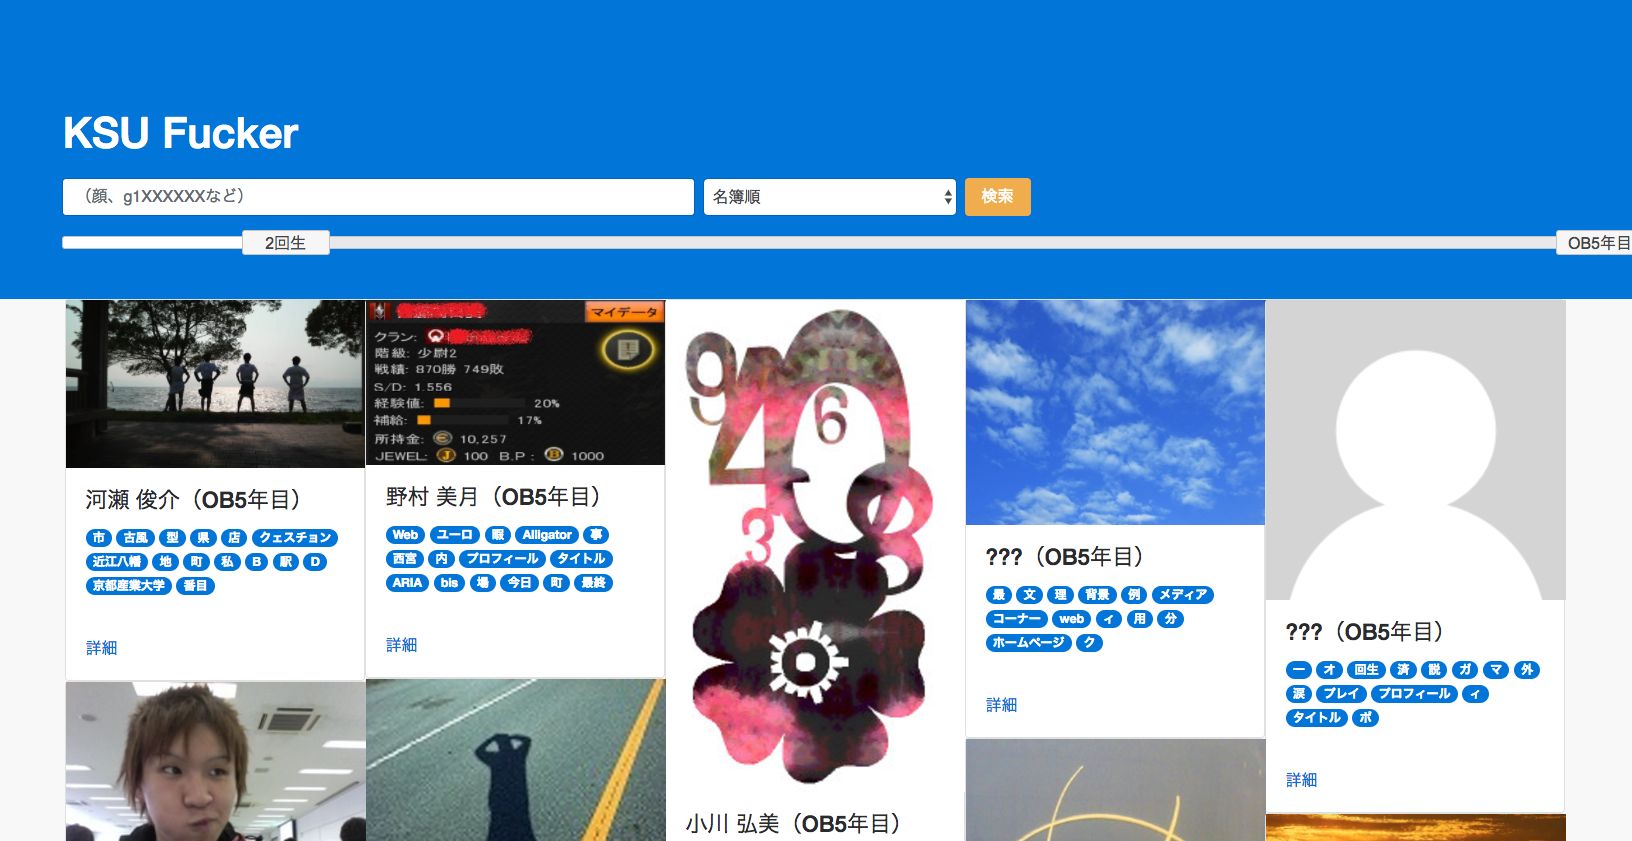 KSU Fucker
（顔、g1XXXXXXなど）
名簿順
検索
2回生
OB5年目
マイデータ
クラン:
階級: 少尉2
戦績: 870勝 749敗
S/D: 1.556
経験値: 20%
補給: 17%
所持金: € 10,257
JEWEL: J 100 B.P : B 1000
河瀬 俊介（OB5年目）
市 古風 型 県 店 クェスチョン
近江八幡 地 町 私 B 駅 D
京都産業大学 番目
詳細
野村 美月（OB5年目）
Web ユーロ 暇 Alligator 事
西宮 内 プロフィール タイトル
ARIA bis 場 今日 町 最終
詳細
9
4
6
3
小川 弘美（OB5年目）
???（OB5年目）
最 文 理 背景 例 メディア
コーナー web ィ 用 分
ホームページ ク
詳細
???（OB5年目）
一 オ 回生 済 説 ガ マ 外
涙 プレイ プロフィール ィ
タイトル ポ
詳細